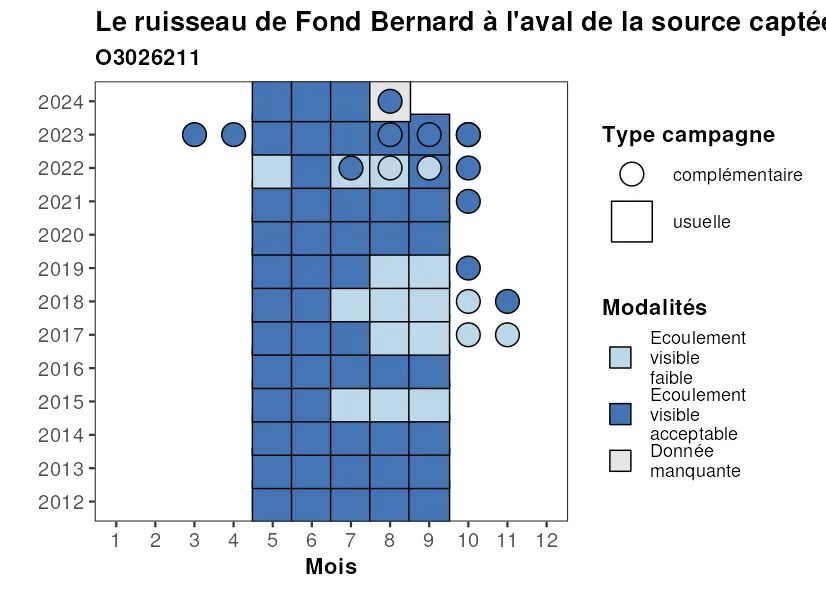 Le ruisseau de Fond Bernard à l'aval de la source captée
O3026211
2024
2023
2022
2021
2020
2019
2018
2017
2016
2015
2014
2013
2012
1 2 3 4 5 6 7 8 9 10 11 12
Mois
Type campagne
complémentaire
usuelle
Modalités
Ecoulement
visible
faible
Ecoulement
visible
acceptable
Donnée
manquante